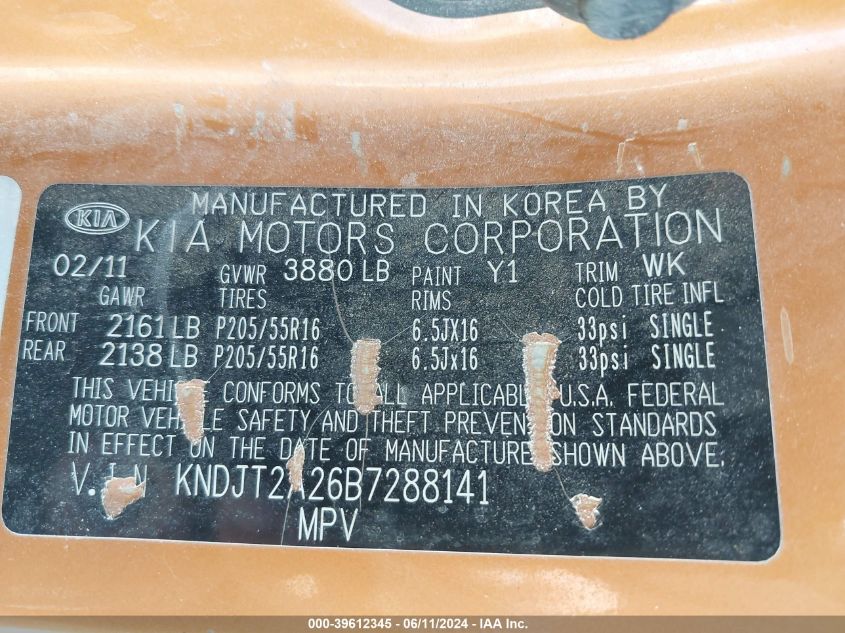 MANUFACTURED IN KOREA BY
KIA KIA MOTORS CORPORATION
02/11 GVWR 3880 LB PAINT Y1 TRIM WK
GAWR TIRES RIMS COLD TIRE INFL
FRONT 2161 LB P205/55R16 6.5JX16 33psi SINGLE
REAR 2138 LB P205/55R16 6.5Jx16 33psi SINGLE
THIS VEHICLE CONFORMS TO ALL APPLICABLE U.S.A. FEDERAL
MOTOR VEHICLE SAFETY AND THEFT PREVENTION STANDARDS
IN EFFECT ON THE DATE OF MANUFACTURE SHOWN ABOVE.
V.I.N KNDJT2A26B7288141
MPV
000-39612345 - 06/11/2024 - IAA Inc.